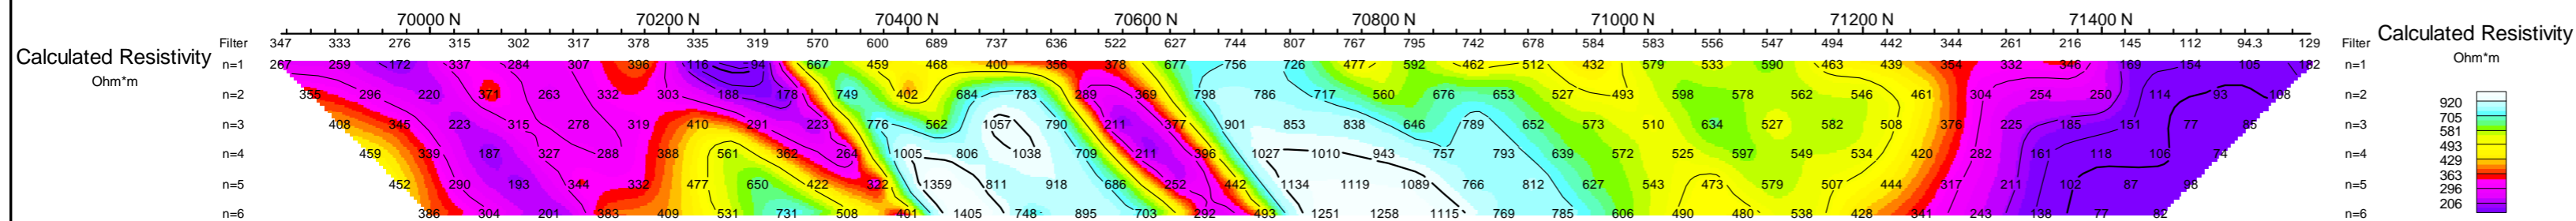 70000 N 70200 N 70400 N 70600 N 70800 N 71000 N 71200 N 71400 N
Calculated Resistivity
Ohm*m
Filter 347 333 276 315 302 317 378 335 319 570 600 689 737 636 522 627 744 807 767 795 742 678 584 583 556 547 494 442 344 261 216 145 112 94.3 129 Filter
n=1 267 259 172 337 284 307 396 116 94 667 459 468 400 356 378 677 756 726 477 592 462 512 432 579 533 590 463 439 354 332 346 169 154 105 182 n=1
n=2 355 296 220 371 263 332 303 188 178 749 402 684 783 289 369 798 786 717 560 676 653 527 493 598 578 562 546 461 304 254 250 114 93 108 n=2
n=3 408 345 223 315 278 319 410 291 223 776 562 1057 790 211 377 901 853 838 646 789 652 573 510 634 527 582 508 376 225 185 151 77 85 n=3
n=4 459 339 187 327 288 388 561 362 264 1005 806 1038 709 211 396 1027 1010 943 757 793 639 572 525 597 549 534 420 282 161 118 106 74 n=4
n=5 452 290 193 344 332 477 650 422 322 1359 811 918 686 252 442 1134 1119 1089 766 812 627 543 473 579 507 444 317 211 102 87 98 n=5
n=6 386 304 201 383 409 531 731 508 401 1405 748 895 703 292 493 1251 1258 1115 769 785 606 490 480 538 428 341 243 138 77 82 n=6
Calculated Resistivity
Ohm*m
920
705
581
493
429
363
296
206